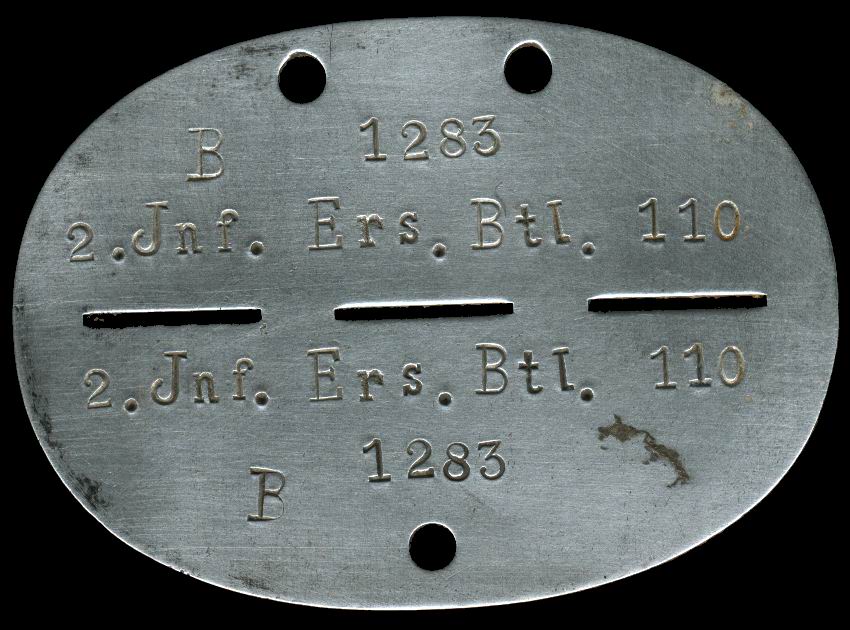 B 1283
2. Jnf. Ers. Btl. 110
2. Jnf. Ers. Btl. 110
1283
B